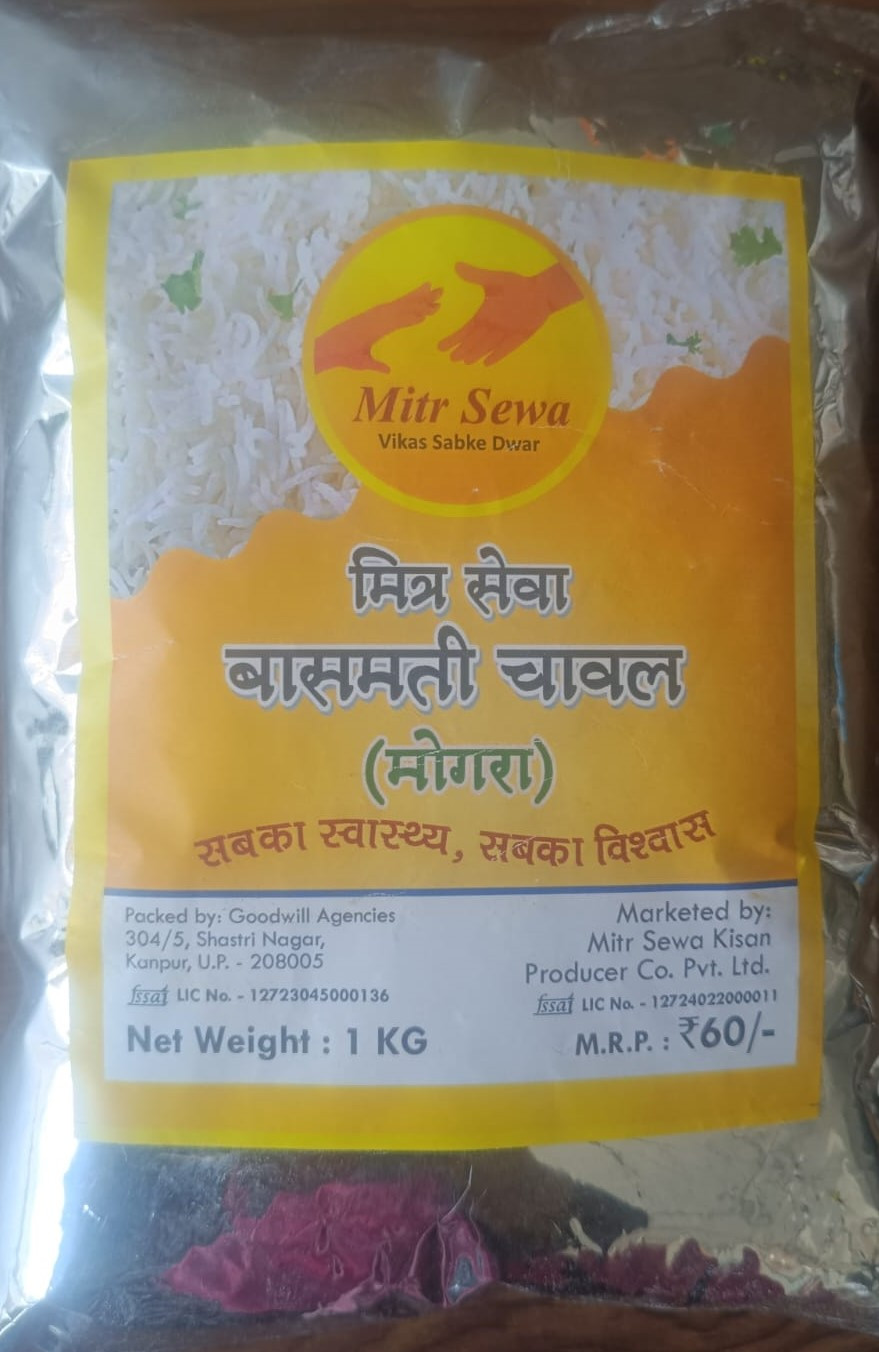 Mitr Sewa
Vikas Sabke Dwar
मित्र सेवा
बासमती चावल
(मोगरा)
सबका स्वास्थ्य, सबका विश्वास
Packed by: Goodwill Agencies
304/5, Shastri Nagar,
Kanpur, U.P. - 208005
fssai LIC No. - 12723045000136
Net Weight : 1 KG
Marketed by:
Mitr Sewa Kisan
Producer Co. Pvt. Ltd.
fssai LIC No. - 12724022000011
M.R.P. : ₹60/-